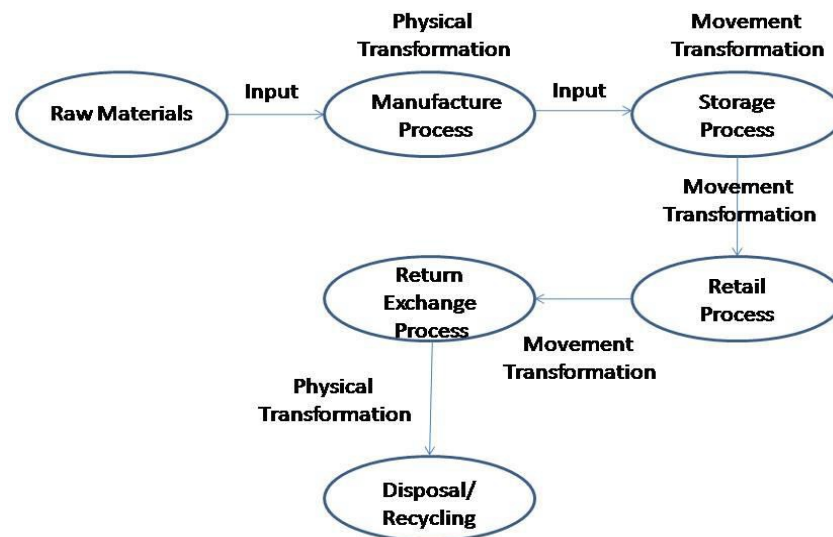 Physical
Transformation
Movement
Transformation
Raw Materials
Input
Manufacture
Process
Input
Storage
Process
Movement
Transformation
Return
Exchange
Process
Retail
Process
Movement
Transformation
Physical
Transformation
Disposal/
Recycling